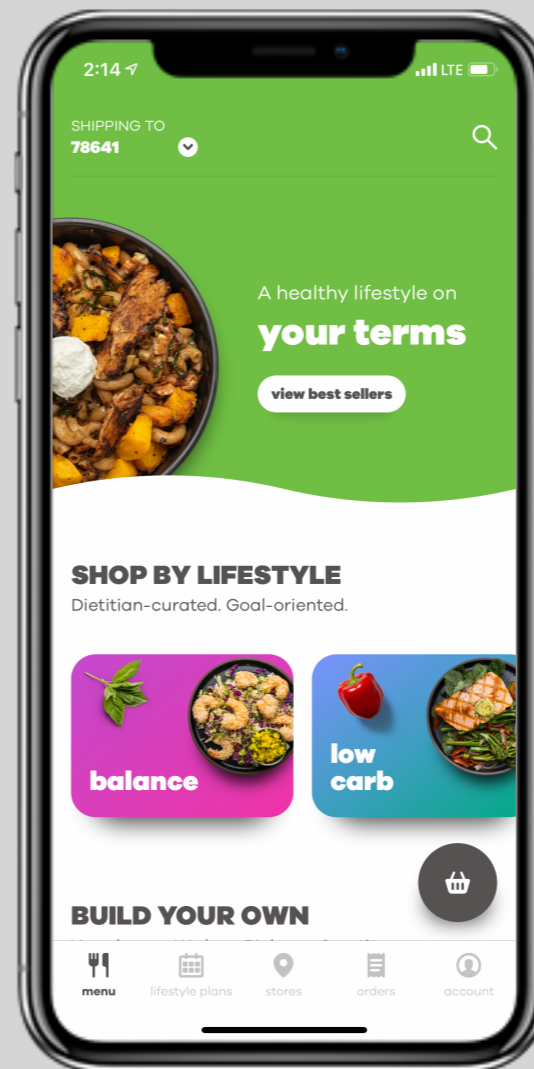 2:14
LTE
SHIPPING TO
78641
A healthy lifestyle on
your terms
view best sellers
SHOP BY LIFESTYLE
Dietitian-curated. Goal-oriented.
balance
low
carb
BUILD YOUR OWN
menu
lifestyle plans
stores
orders
account